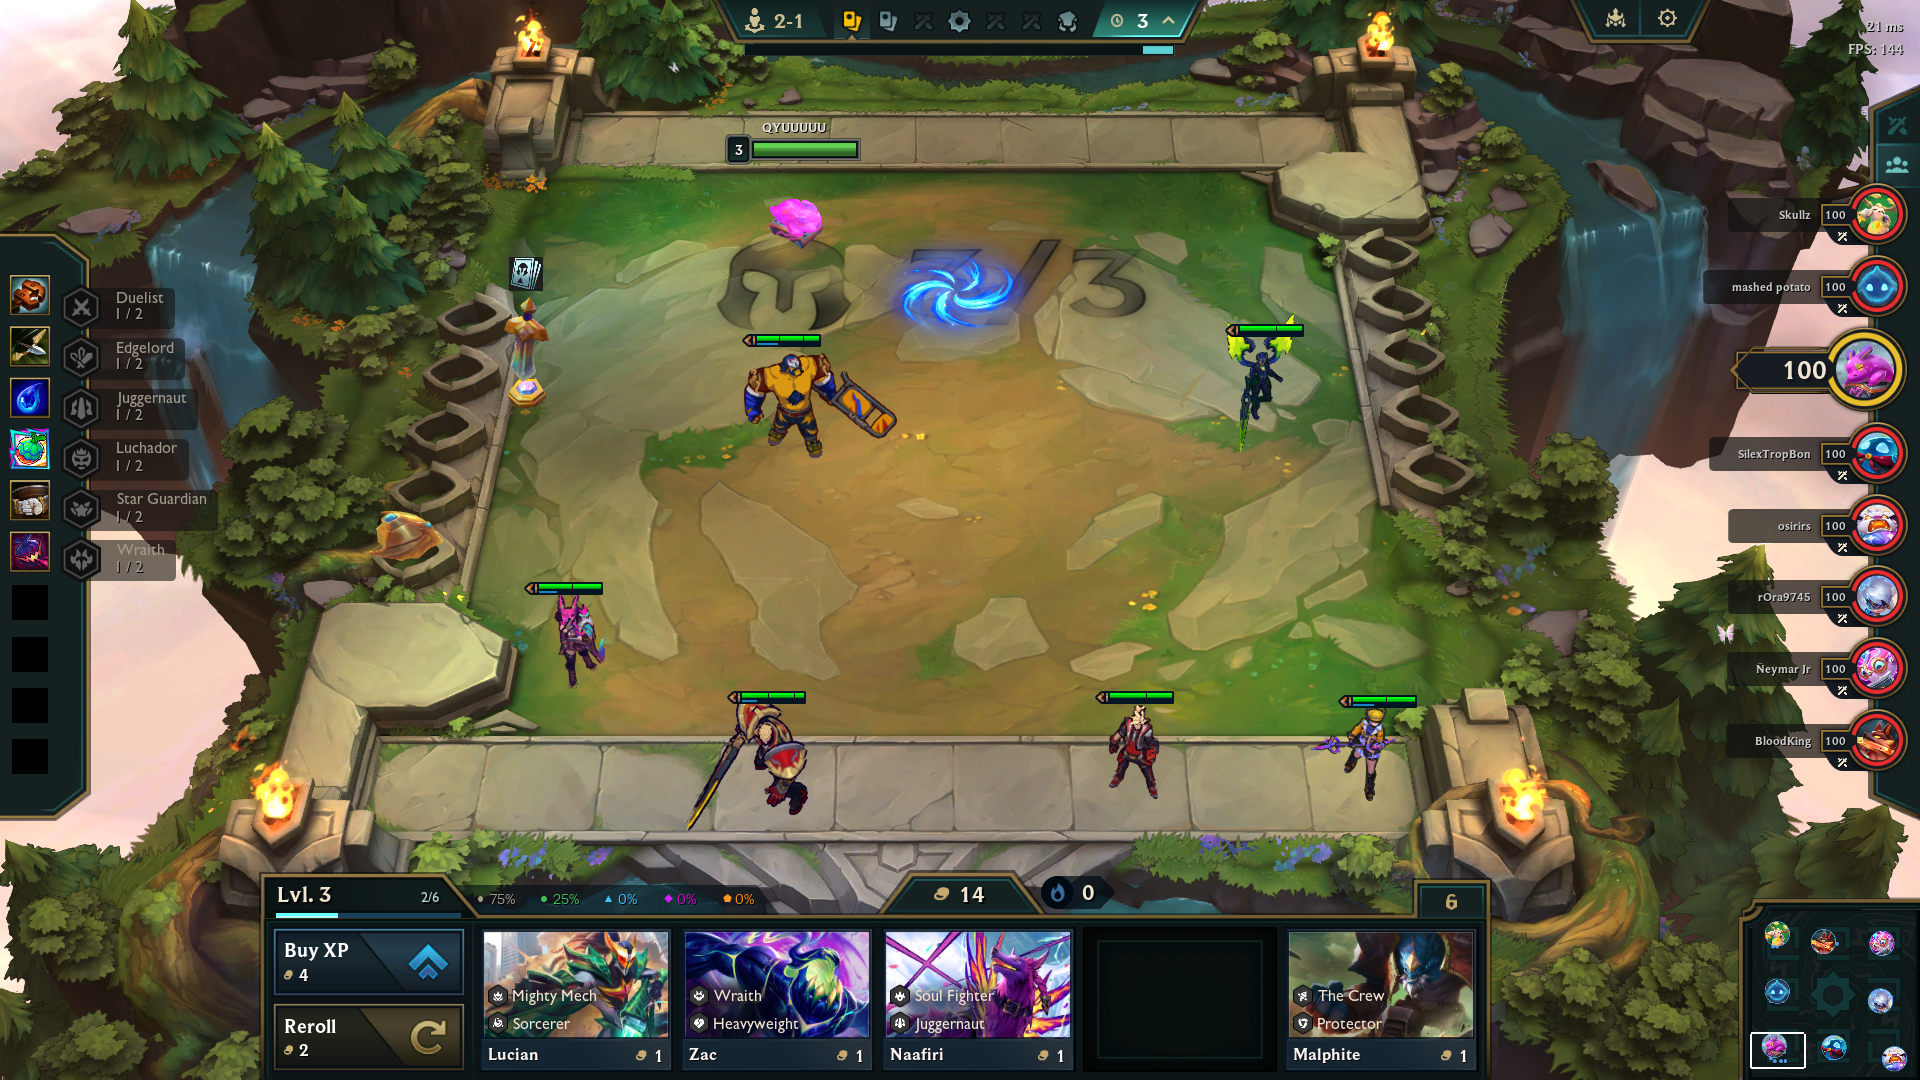 2-1
3
21 ms
FPS: 144
QYUUUUU
3
3/3
Skullz
100
mashed potato
100
100
SilexTropBon
100
osirirs
100
rOra9745
100
Ñeymar Jr
100
BloodKing
100
Duelist
1 / 2
Edgelord
1 / 2
Juggernaut
1 / 2
Luchador
1 / 2
Star Guardian
1 / 2
Wraith
1 / 2
Lvl. 3
2/6
75%
25%
0%
0%
0%
14
0
6
Buy XP
4
Reroll
2
Mighty Mech
Sorcerer
Lucian
1
Wraith
Heavyweight
Zac
1
Soul Fighter
Juggernaut
Naafiri
1
The Crew
Protector
Malphite
1